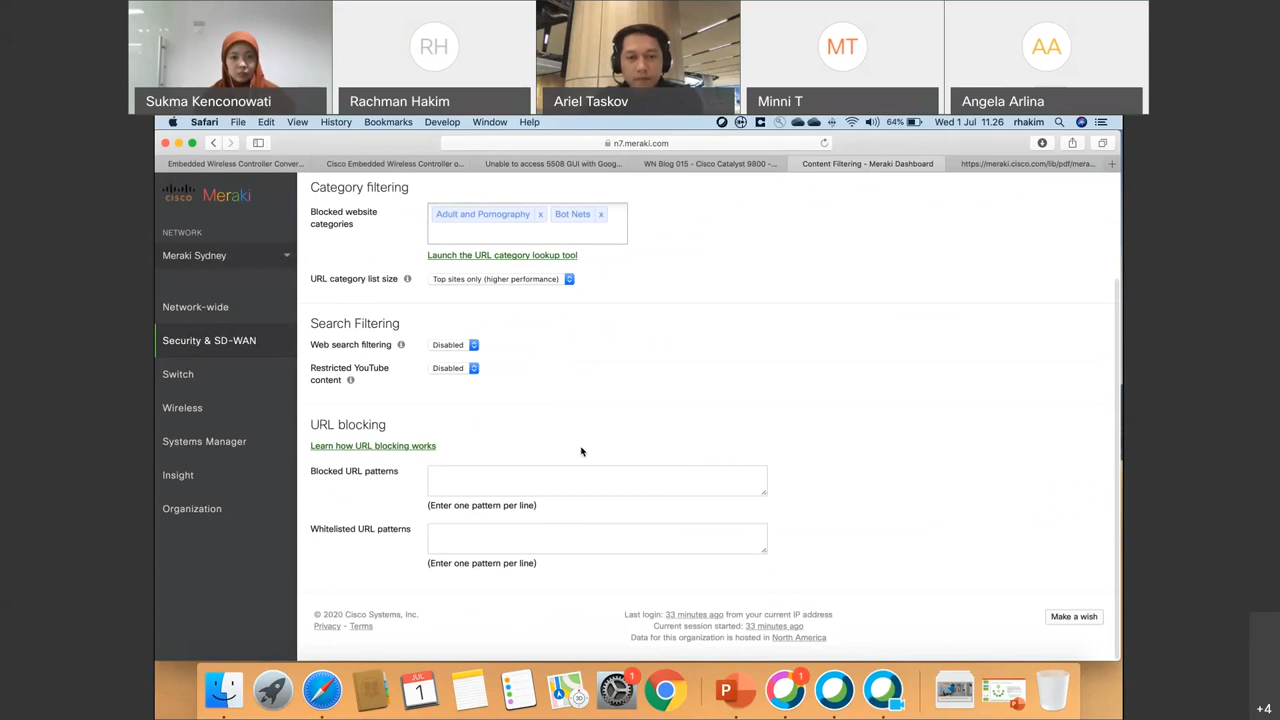 RH
MT
AA
Sukma Kenconowati
Rachman Hakim
Ariel Taskov
Minni T
Angela Arlina
Safari File Edit View History Bookmarks Develop Window Help
64% Wed 1 Jul 11.26 rhakim
n7.meraki.com
Embedded Wireless Controller Conver...
Cisco Embedded Wireless Controller o...
Unable to access 5508 GUI with Goog...
WN Blog 015 - Cisco Catalyst 9800 -...
Content Filtering - Meraki Dashboard
https://meraki.cisco.com/lib/pdf/mera...
CISCO Meraki
NETWORK
Meraki Sydney
Network-wide
Security & SD-WAN
Switch
Wireless
Systems Manager
Insight
Organization
Category filtering
Blocked website
categories
Adult and Pornography x Bot Nets x
Launch the URL category lookup tool
URL category list size
Top sites only (higher performance)
Search Filtering
Web search filtering
Disabled
Restricted YouTube
content
Disabled
URL blocking
Learn how URL blocking works
Blocked URL patterns
(Enter one pattern per line)
Whitelisted URL patterns
(Enter one pattern per line)
© 2020 Cisco Systems, Inc.
Privacy - Terms
Last login: 33 minutes ago from your current IP address
Current session started: 33 minutes ago
Data for this organization is hosted in North America
Make a wish
JUL
1
3D
1
1
+4